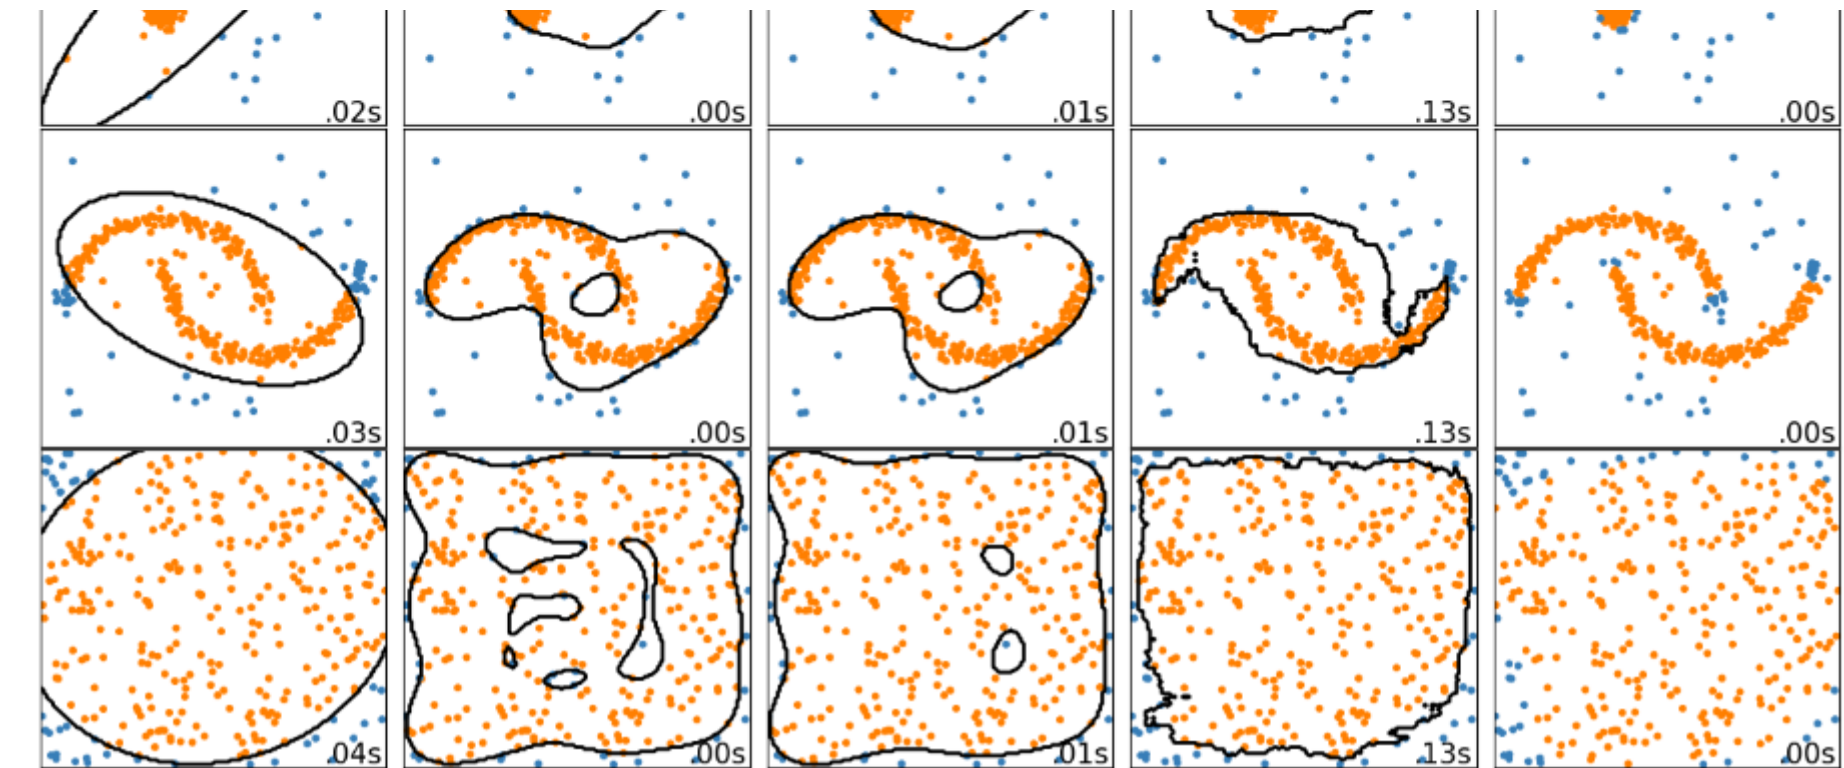 .02s .00s .01s .13s .00s
.03s .00s .01s .13s .00s
.04s .00s .01s .13s .00s